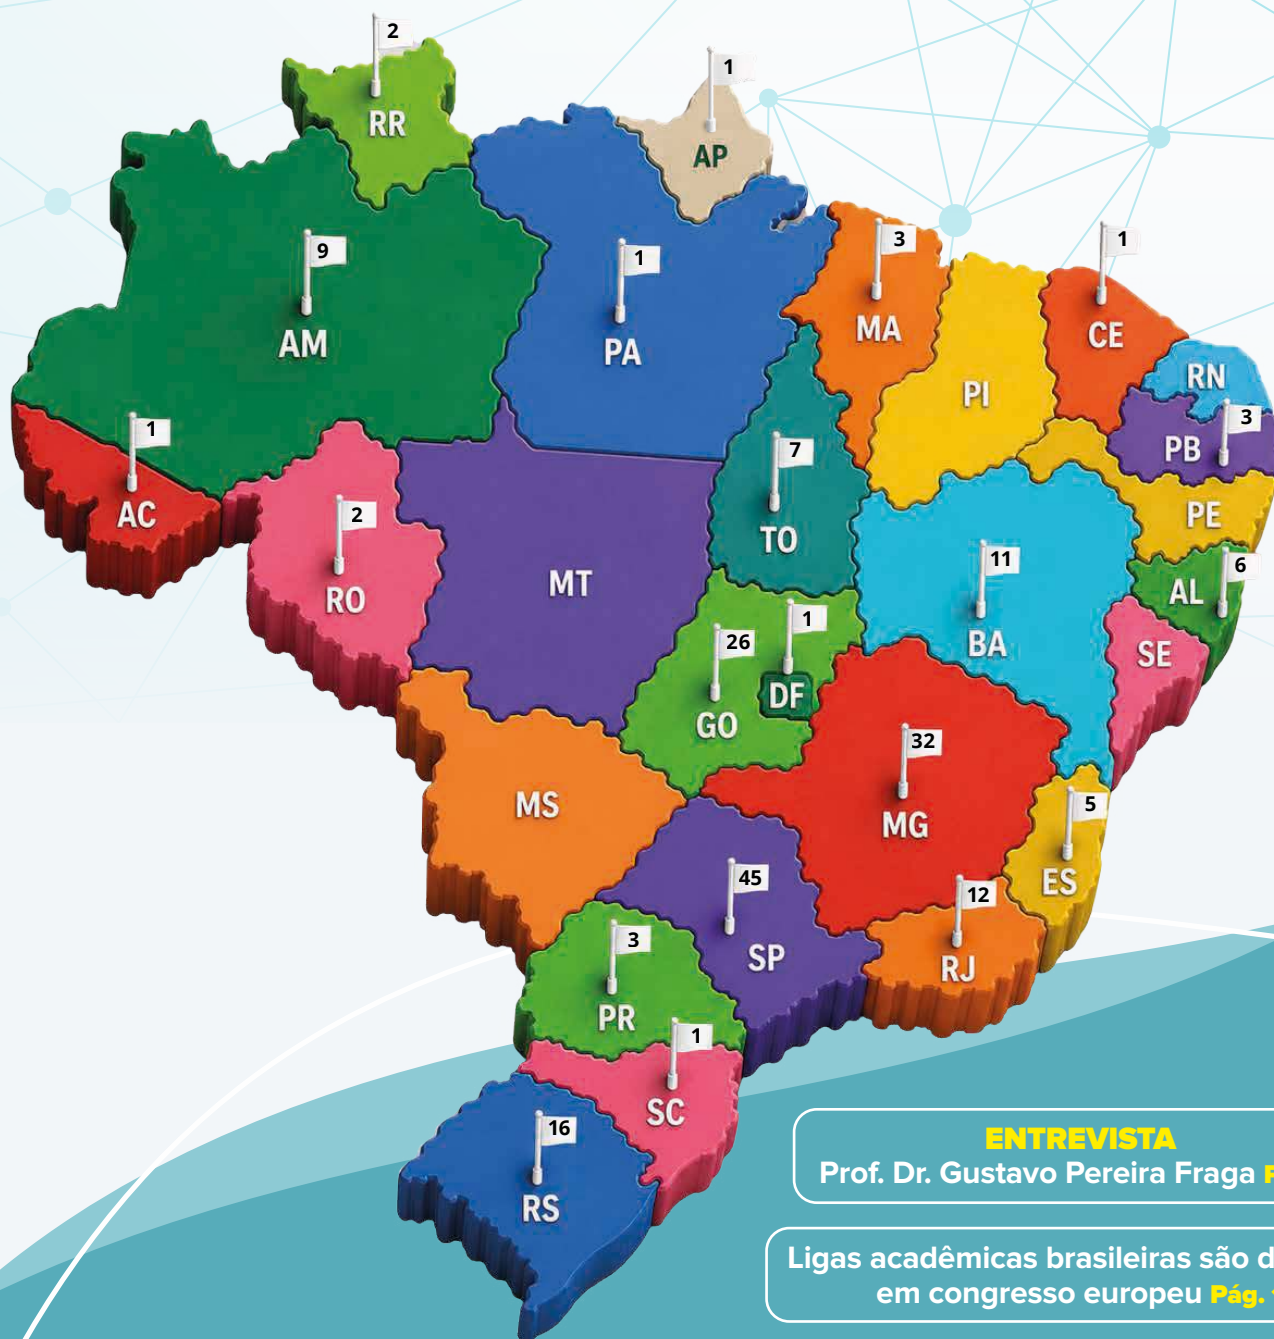 2
RR
1
AP
9
AM
1
PA
3
MA
1
CE
PI
RN
3
PB
1
AC
2
RO
MT
7
TO
11
BA
PE
6
AL
SE
26
GO
1
DF
32
MG
MS
5
ES
45
SP
12
RJ
3
PR
1
SC
16
RS
ENTREVISTA
Prof. Dr. Gustavo Pereira Fraga
Ligas acadêmicas brasileiras são
em congresso europeu Pág.